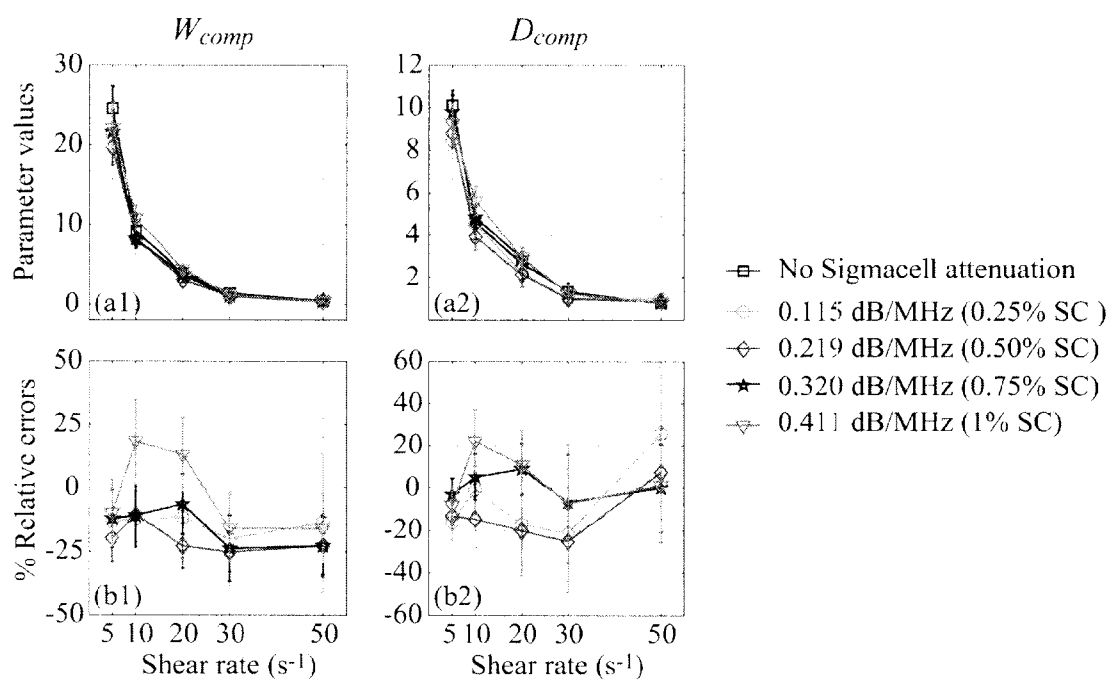 W_comp
D_comp
Parameter values
30
20
10
0
(a1)
12
10
8
6
4
2
(a2)
No Sigmacell attenuation
0.115 dB/MHz (0.25% SC )
0.219 dB/MHz (0.50% SC)
0.320 dB/MHz (0.75% SC)
0.411 dB/MHz (1% SC)
% Relative errors
50
25
0
-25
-50
(b1)
5 10 20 30 50
Shear rate (s-1)
60
40
20
0
-20
-40
-60
(b2)
5 10 20 30 50
Shear rate (s-1)